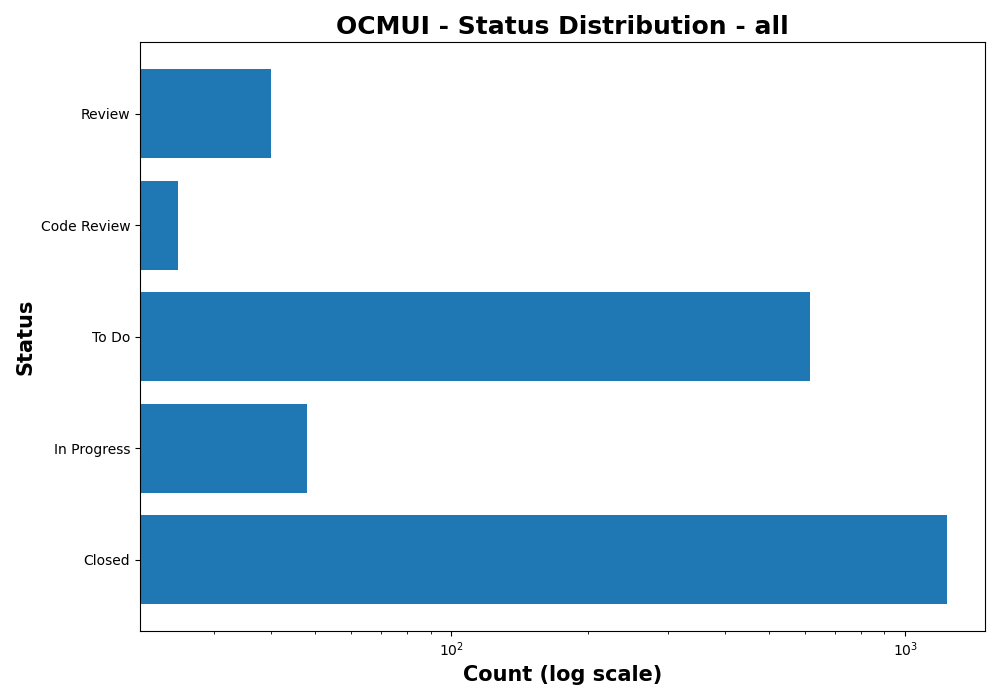 OCMUI - Status Distribution - all
Status
Review
Code Review
To Do
In Progress
Closed
10²
10³
Count (log scale)